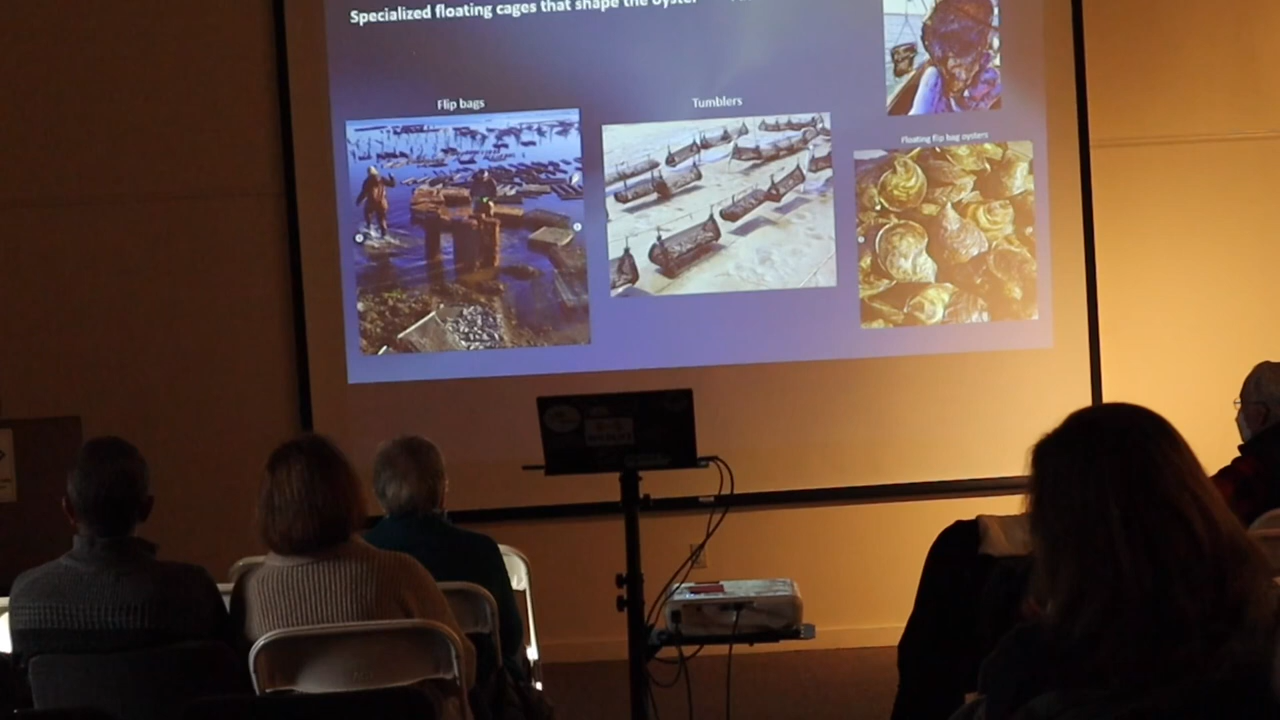 Specialized floating cages that shape the oyster
Flip bags
Tumblers
Floating flip bag oysters